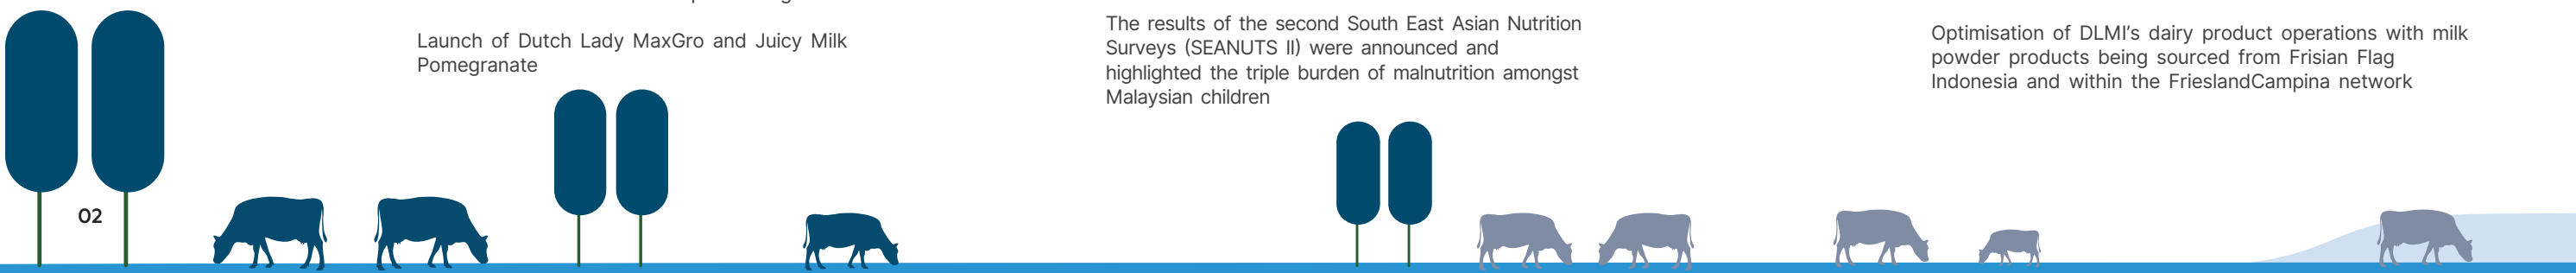 Launch of Dutch Lady MaxGro and Juicy Milk
Pomegranate
The results of the second South East Asian Nutrition
Surveys (SEANUTS II) were announced and
highlighted the triple burden of malnutrition amongst
Malaysian children
Optimisation of DLMI's dairy product operations with milk
powder products being sourced from Frisian Flag
Indonesia and within the FrieslandCampina network
02